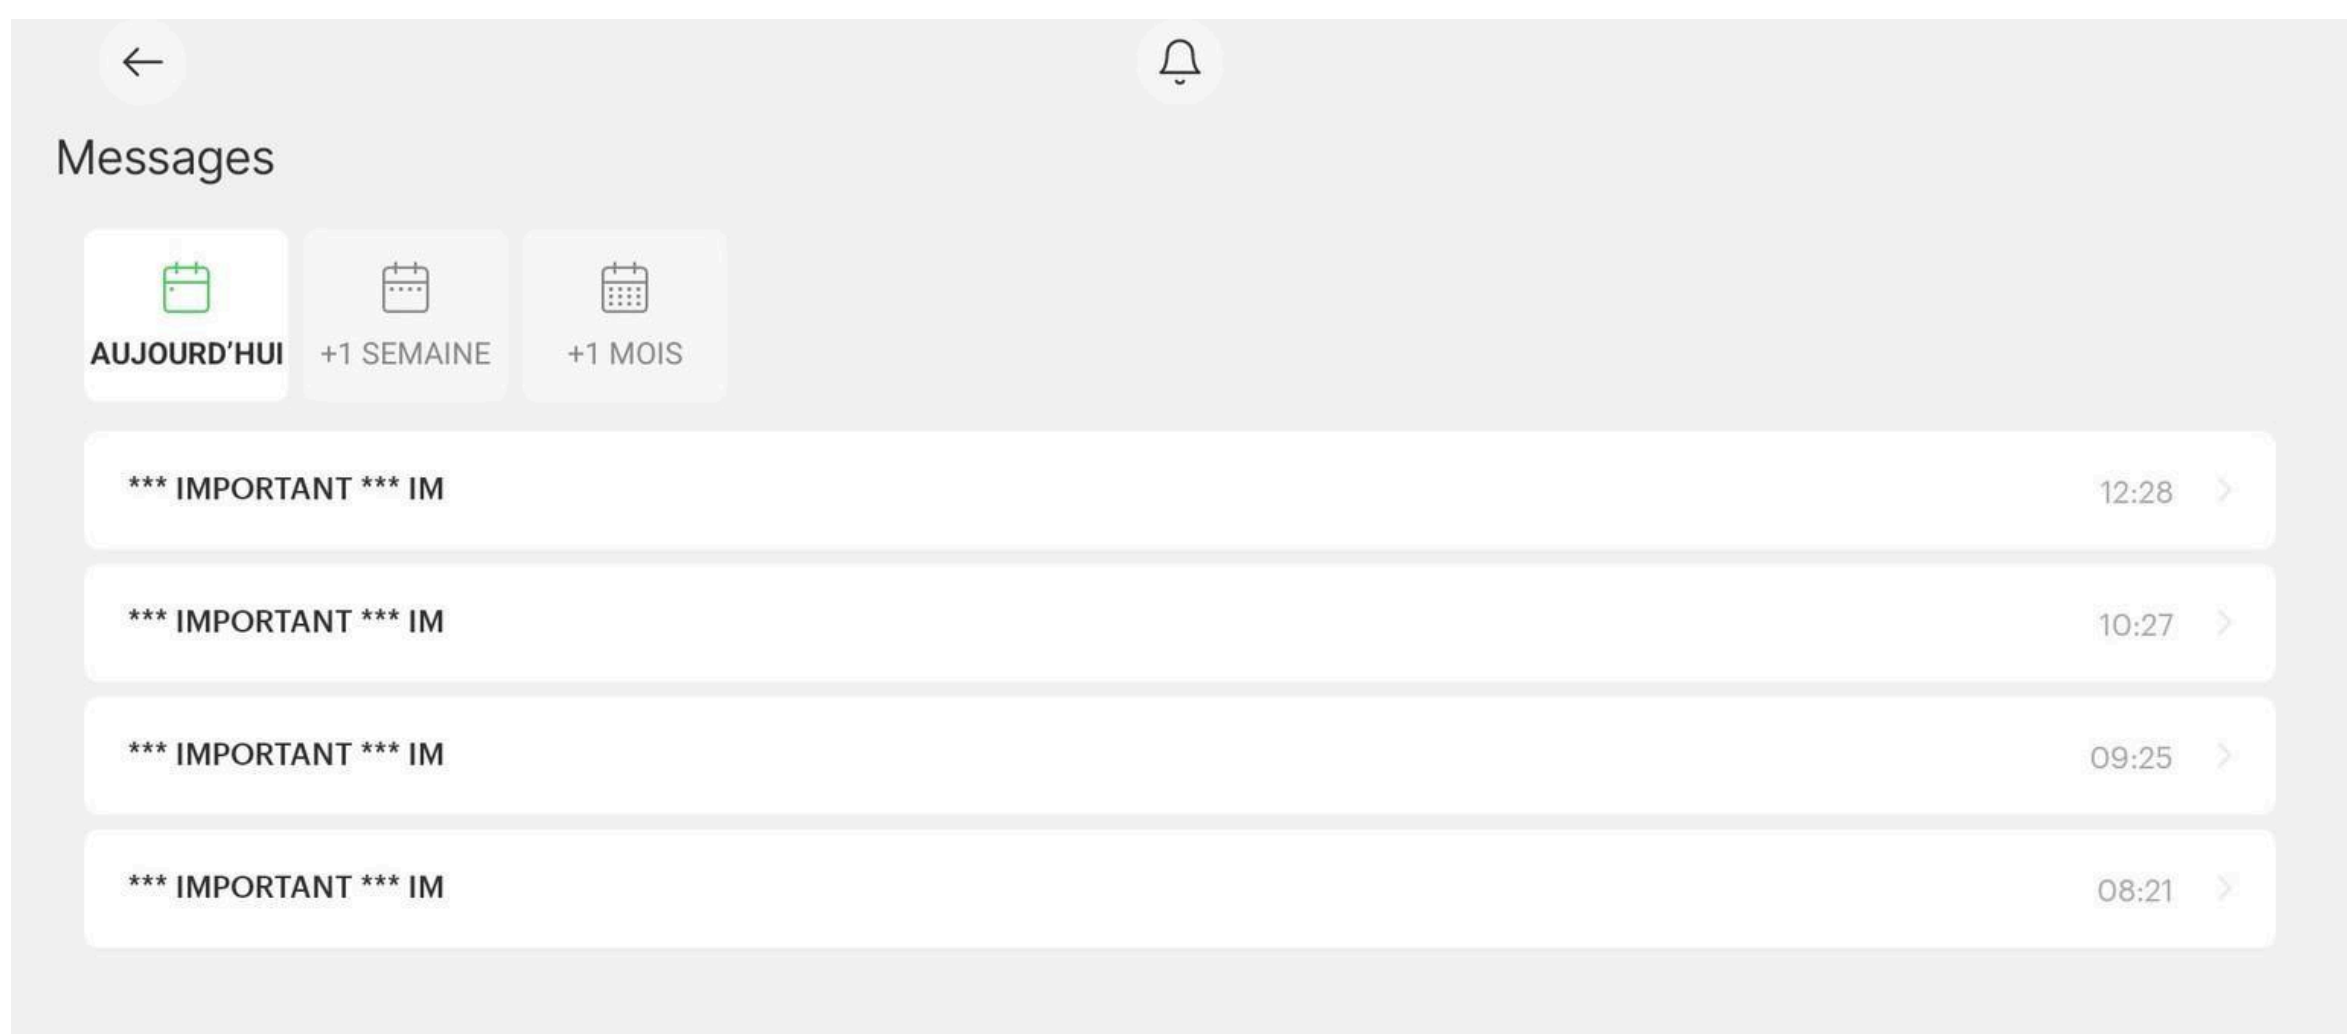 Messages
AUJOURD’HUI +1 SEMAINE +1 MOIS
*** IMPORTANT *** IM 12:28
*** IMPORTANT *** IM 10:27
*** IMPORTANT *** IM 09:25
*** IMPORTANT *** IM 08:21